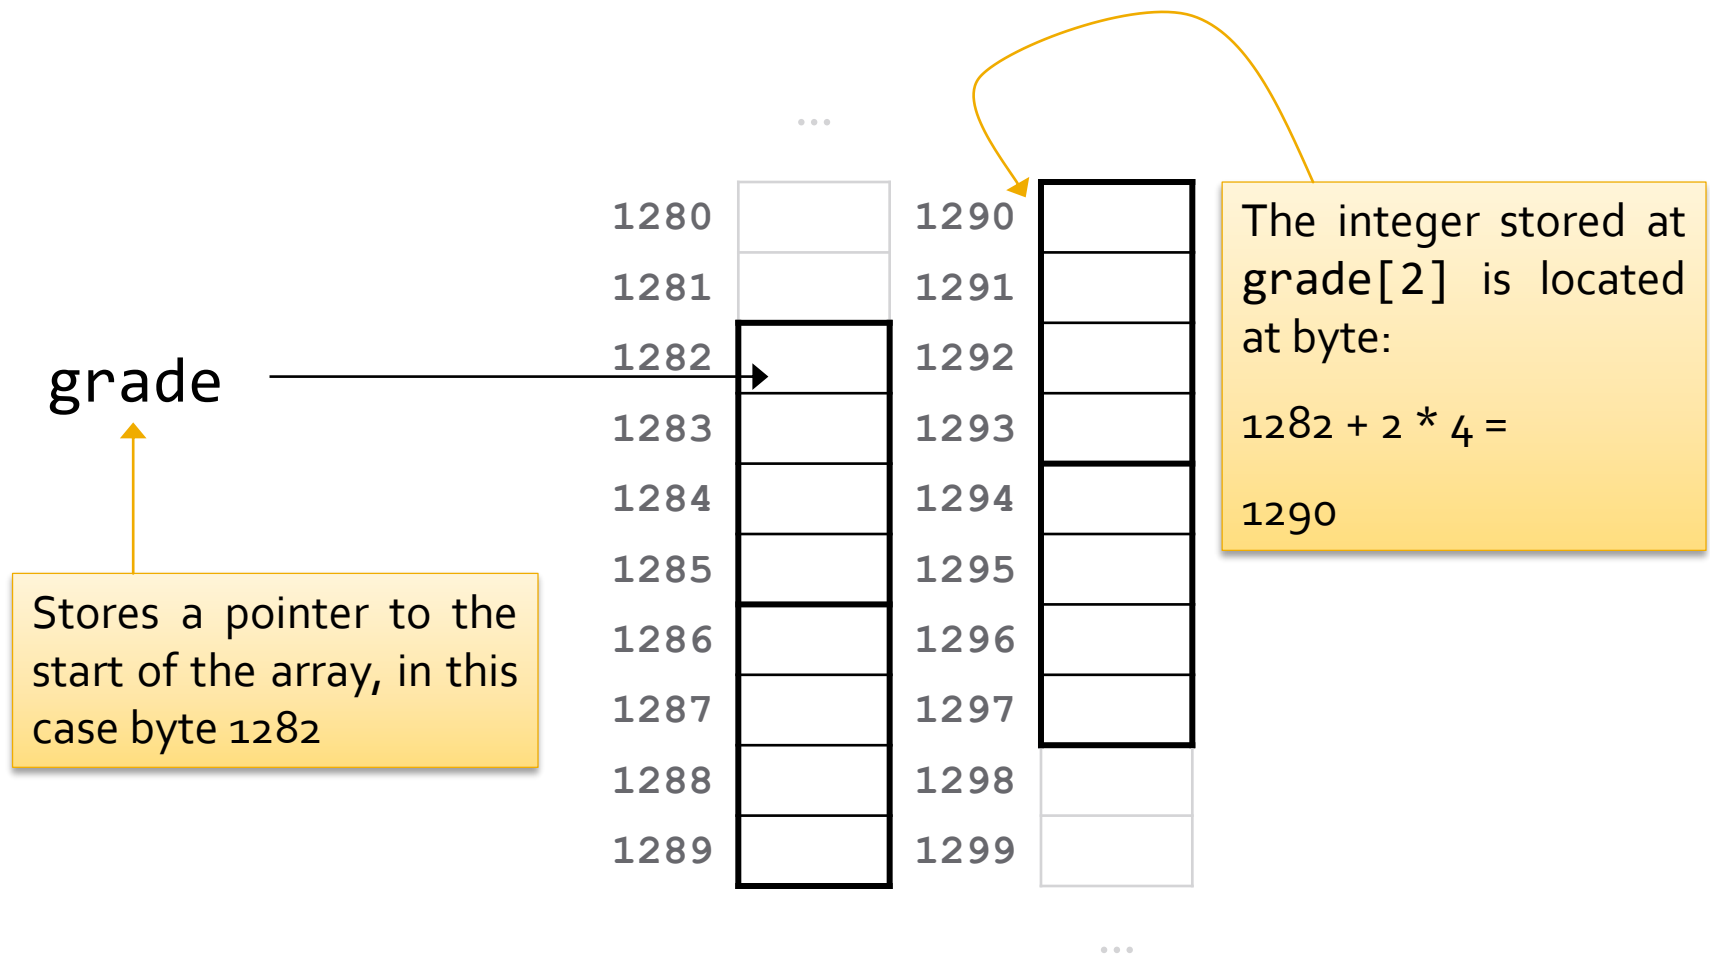 ...
1280
1281
1282
1283
1284
1285
1286
1287
1288
1289
1290
1291
1292
1293
1294
1295
1296
1297
1298
1299
...
grade
Stores a pointer to the
start of the array, in this
case byte 1282
The integer stored at
grade[2] is located
at byte:
1282 + 2 * 4 =
1290